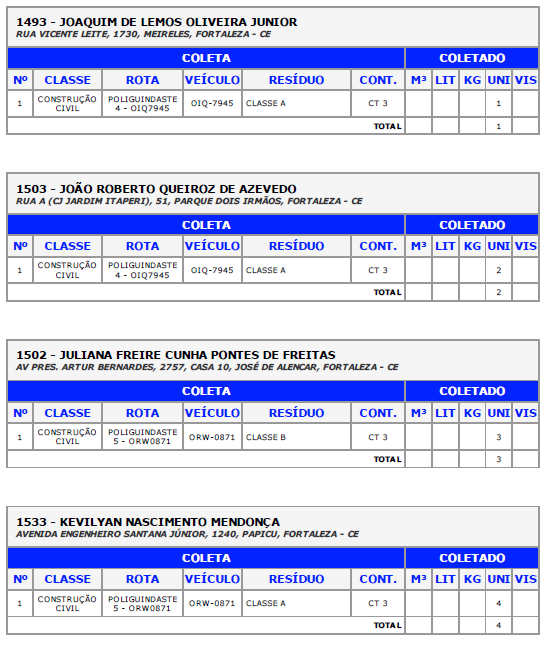 1493 - JOAQUIM DE LEMOS OLIVEIRA JUNIOR
RUA VICENTE LEITE, 1730, MEIRELES, FORTALEZA - CE
COLETA COLETADO
Nº CLASSE ROTA VEÍCULO RESÍDUO CONT. M³ LIT KG UNI VIS
1 CONSTRUÇÃO CIVIL POLIGUINDASTE 4 - OIQ7945 OIQ-7945 CLASSE A CT 3 1
TOTAL 1
1503 - JOÃO ROBERTO QUEIROZ DE AZEVEDO
RUA A (CJ JARDIM ITAPERI), 51, PARQUE DOIS IRMÃOS, FORTALEZA - CE
COLETA COLETADO
Nº CLASSE ROTA VEÍCULO RESÍDUO CONT. M³ LIT KG UNI VIS
1 CONSTRUÇÃO CIVIL POLIGUINDASTE 4 - OIQ7945 OIQ-7945 CLASSE A CT 3 2
TOTAL 2
1502 - JULIANA FREIRE CUNHA PONTES DE FREITAS
AV PRES. ARTUR BERNARDES, 2757, CASA 10, JOSÉ DE ALENCAR, FORTALEZA - CE
COLETA COLETADO
Nº CLASSE ROTA VEÍCULO RESÍDUO CONT. M³ LIT KG UNI VIS
1 CONSTRUÇÃO CIVIL POLIGUINDASTE 5 - ORW0871 ORW-0871 CLASSE B CT 3 3
TOTAL 3
1533 - KEVILYAN NASCIMENTO MENDONÇA
AVENIDA ENGENHEIRO SANTANA JÚNIOR, 1240, PAPICU, FORTALEZA - CE
COLETA COLETADO
Nº CLASSE ROTA VEÍCULO RESÍDUO CONT. M³ LIT KG UNI VIS
1 CONSTRUÇÃO CIVIL POLIGUINDASTE 5 - ORW0871 ORW-0871 CLASSE A CT 3 4
TOTAL 4